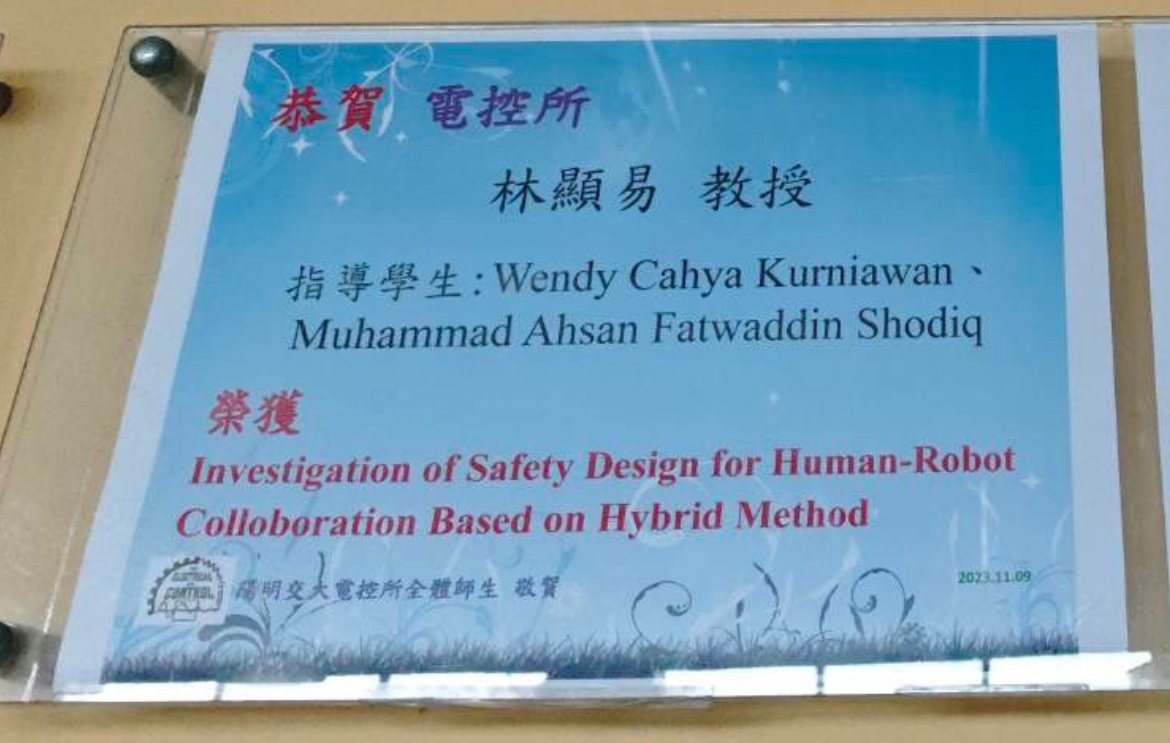 恭賀 電控所
林顯易 教授
指導學生:Wendy Cahya Kurniawan、
Muhammad Ahsan Fatwaddin Shodiq
榮獲
Investigation of Safety Design for Human-Robot
Colloboration Based on Hybrid Method
ELECTRICAL
CONTROL
陽明交大電控所全體師生 敬賀
2023.11.09